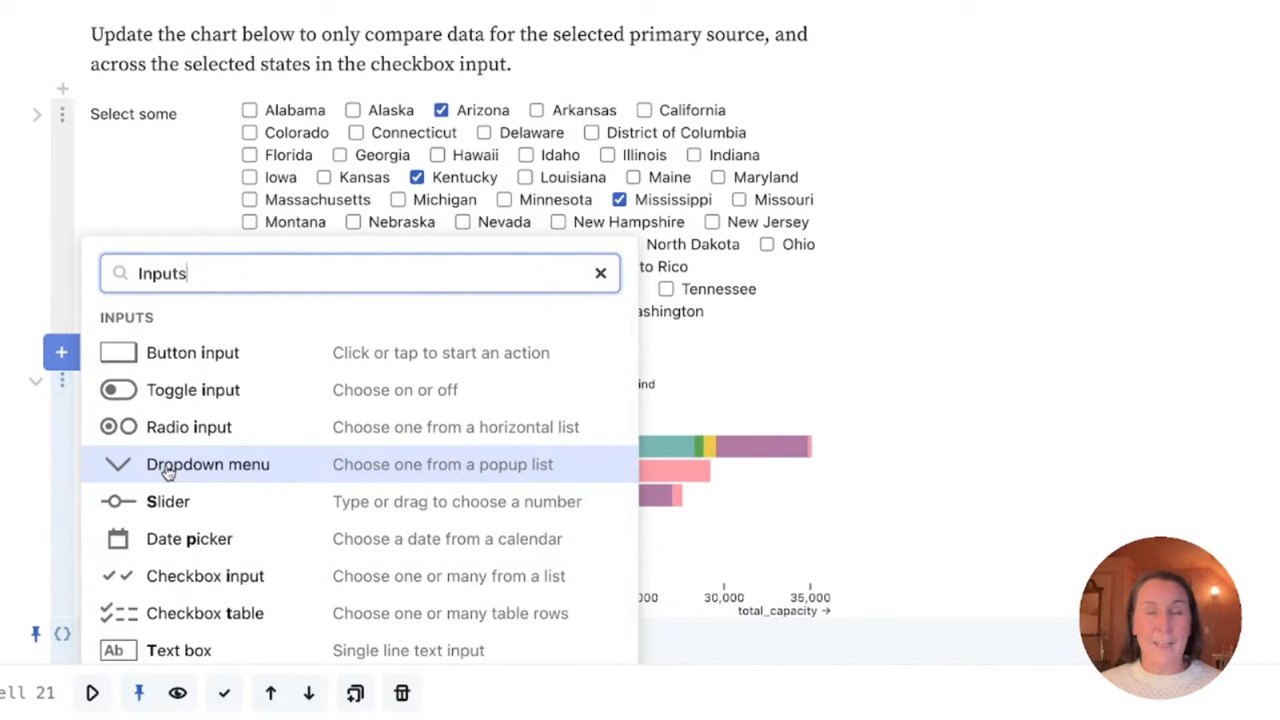 Update the chart below to only compare data for the selected primary source, and
across the selected states in the checkbox input.
Select some
Alabama Alaska Arizona Arkansas California
Colorado Connecticut Delaware District of Columbia
Florida Georgia Hawaii Idaho Illinois Indiana
Iowa Kansas Kentucky Louisiana Maine Maryland
Massachusetts Michigan Minnesota Mississippi Missouri
Montana Nebraska Nevada New Hampshire New Jersey
North Dakota Ohio
to Rico
Tennessee
ashington
Inputs
INPUTS
Button input Click or tap to start an action
Toggle input Choose on or off
Radio input Choose one from a horizontal list
Dropdown menu Choose one from a popup list
Slider Type or drag to choose a number
Date picker Choose a date from a calendar
Checkbox input Choose one or many from a list
Checkbox table Choose one or many table rows
Text box Single line text input
Ab
ind
000 30,000 35,000
total_capacity →
ell 21